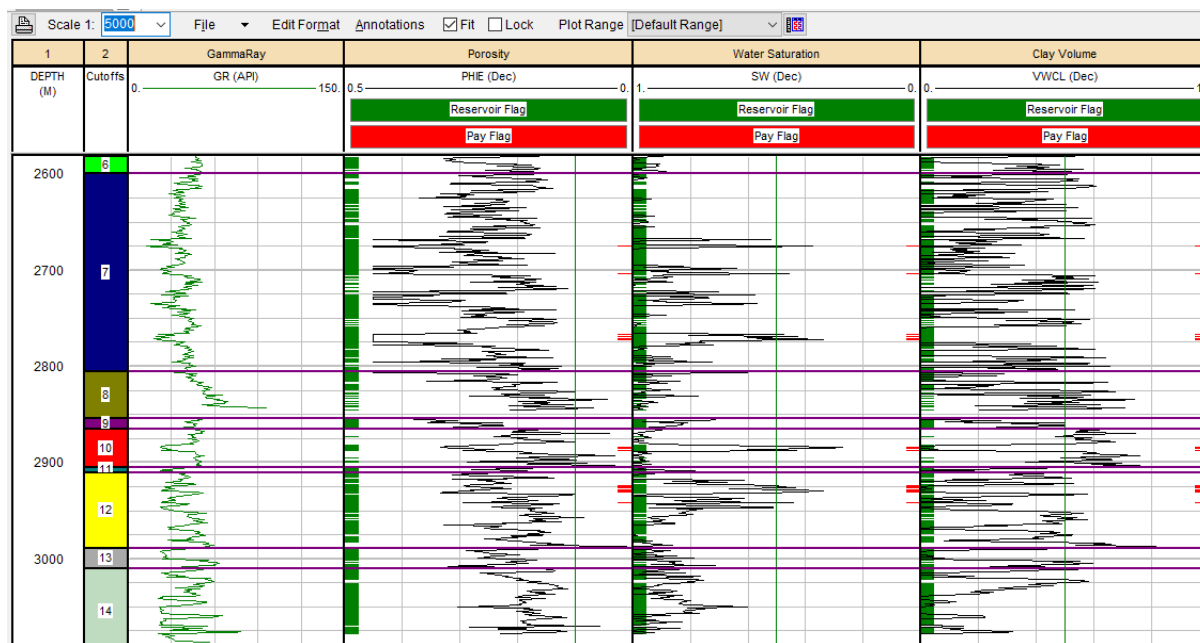 Scale 1: 5000 File Edit Format Annotations Fit Lock Plot Range [Default Range]
1 2 GammaRay Porosity Water Saturation Clay Volume
DEPTH Cutoffs GR (API) PHIE (Dec) SW (Dec) VWCL (Dec)
(M) 0. 150. 0.5 0. 1. 0. 0. 1
Reservoir Flag Reservoir Flag Reservoir Flag
Pay Flag Pay Flag Pay Flag
6
2600
2700 7
2800
8
9
10
2900
11
12
3000 13
14